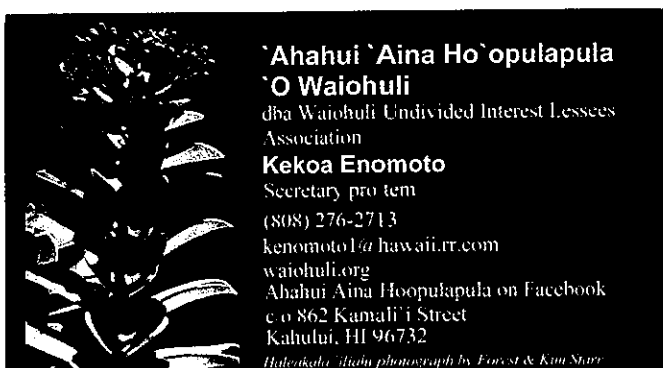 `Ahahui `Aina Ho`opulapula
`O Waiohuli
dba Waiohuli Undivided Interest Lessees
Association
Kekoa Enomoto
Secretary pro tem
(808) 276-2713
kenomoto1@hawaii.rr.com
waiohuli.org
Ahahui Aina Hoopulapula on Facebook
c/o 862 Kamali`i Street
Kahului, HI 96732
Haleakala `iliahi photograph by Forest & Kim Starr